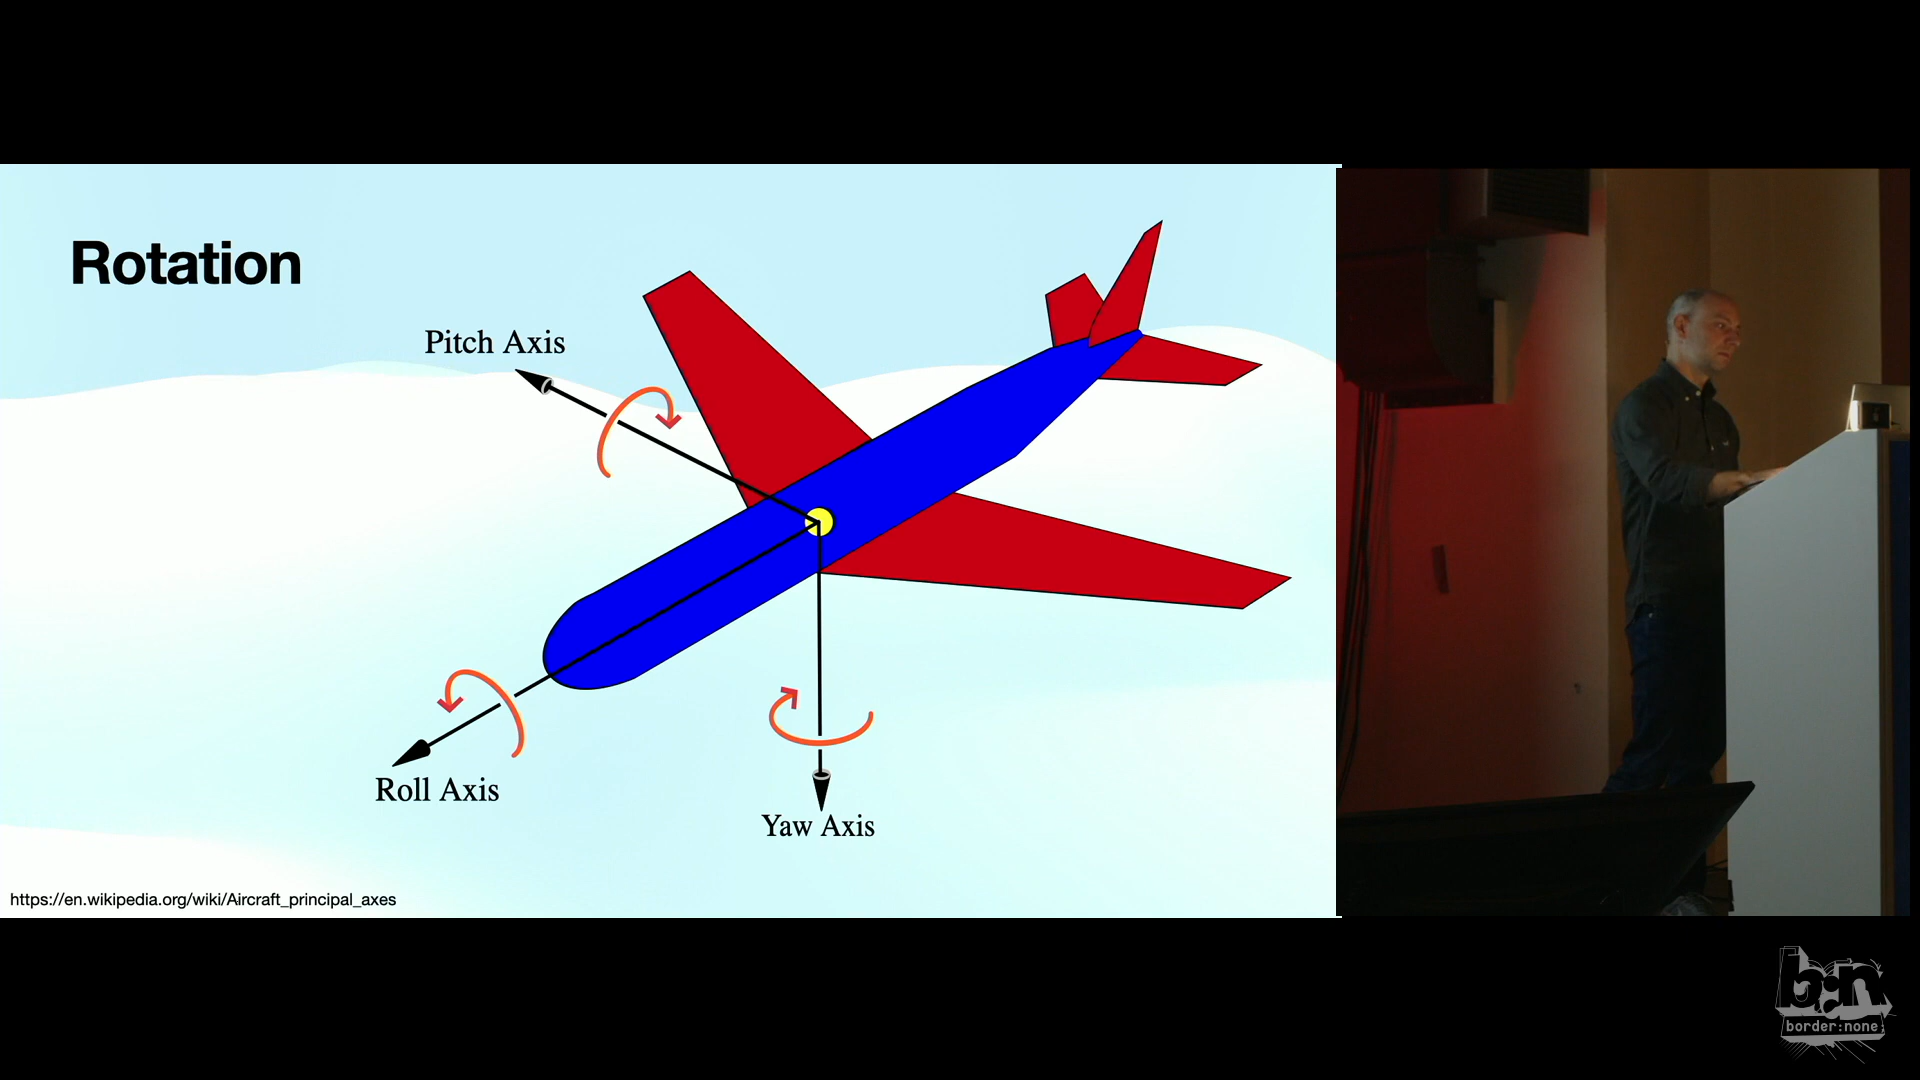 Rotation
Pitch Axis
Roll Axis
Yaw Axis
https://en.wikipedia.org/wiki/Aircraft_principal_axes
b:n
border:none